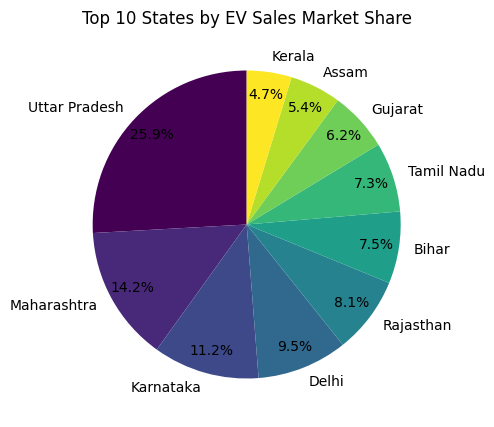 Top 10 States by EV Sales Market Share
Kerala
4.7%
Assam
5.4%
Gujarat
6.2%
Tamil Nadu
7.3%
Bihar
7.5%
Rajasthan
8.1%
Delhi
9.5%
Karnataka
11.2%
Maharashtra
14.2%
Uttar Pradesh
25.9%